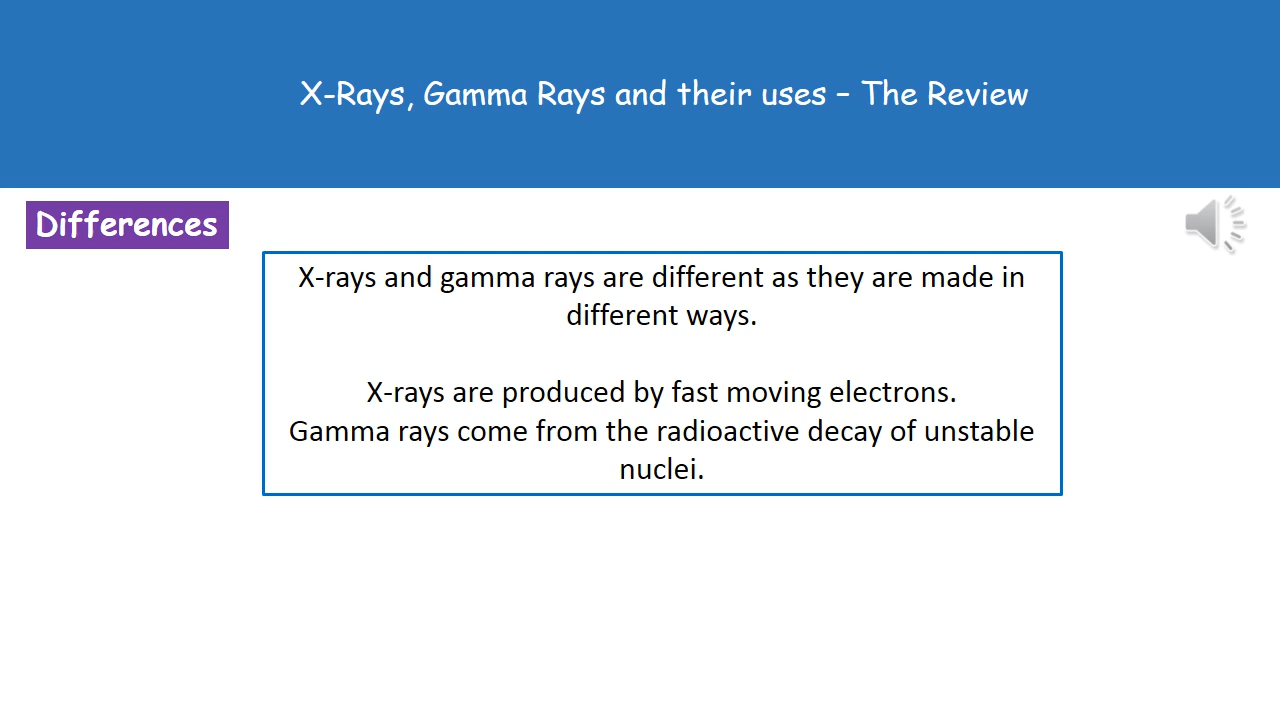 X-Rays, Gamma Rays and their uses – The Review
Differences
X-rays and gamma rays are different as they are made in
different ways.
X-rays are produced by fast moving electrons.
Gamma rays come from the radioactive decay of unstable
nuclei.